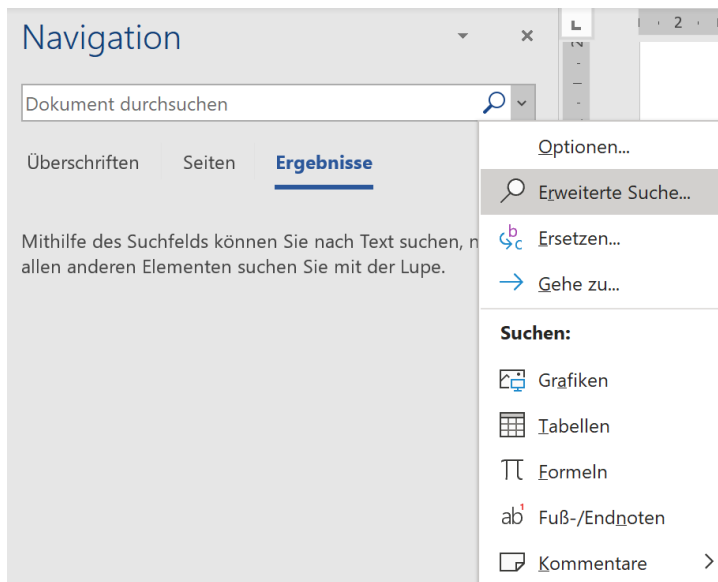 Navigation
2
Dokument durchsuchen
Optionen...
Überschriften Seiten Ergebnisse
Erweiterte Suche...
Mithilfe des Suchfelds können Sie nach Text suchen, n
Ersetzen...
allen anderen Elementen suchen Sie mit der Lupe.
Gehe zu...
Suchen:
Grafiken
Tabellen
Formeln
Fuß-/Endnoten
Kommentare